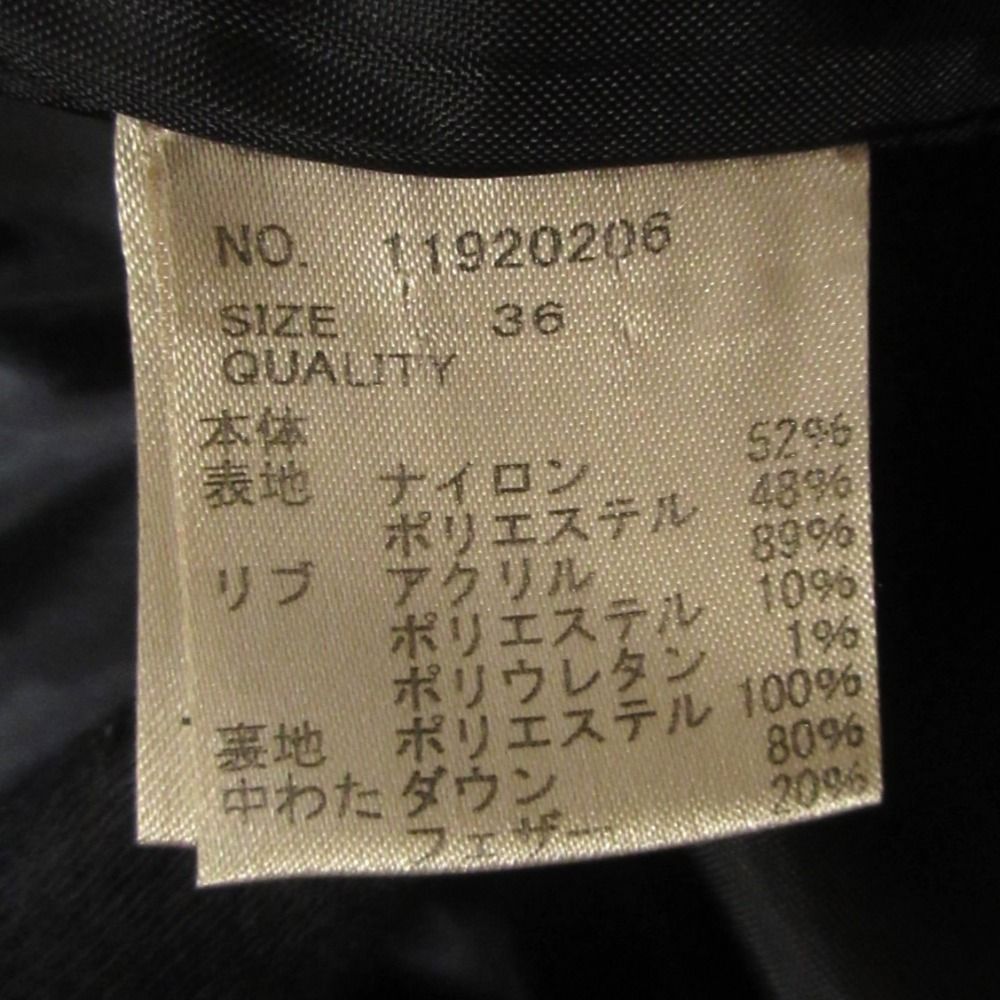 NO. 11920206
SIZE 36
QUALITY
本体
表地 ナイロン 52%
ポリエステル 48%
リブ アクリル 89%
ポリエステル 10%
ポリウレタン 1%
裏地 ポリエステル 100%
中わた ダウン 80%
フェザー 20%